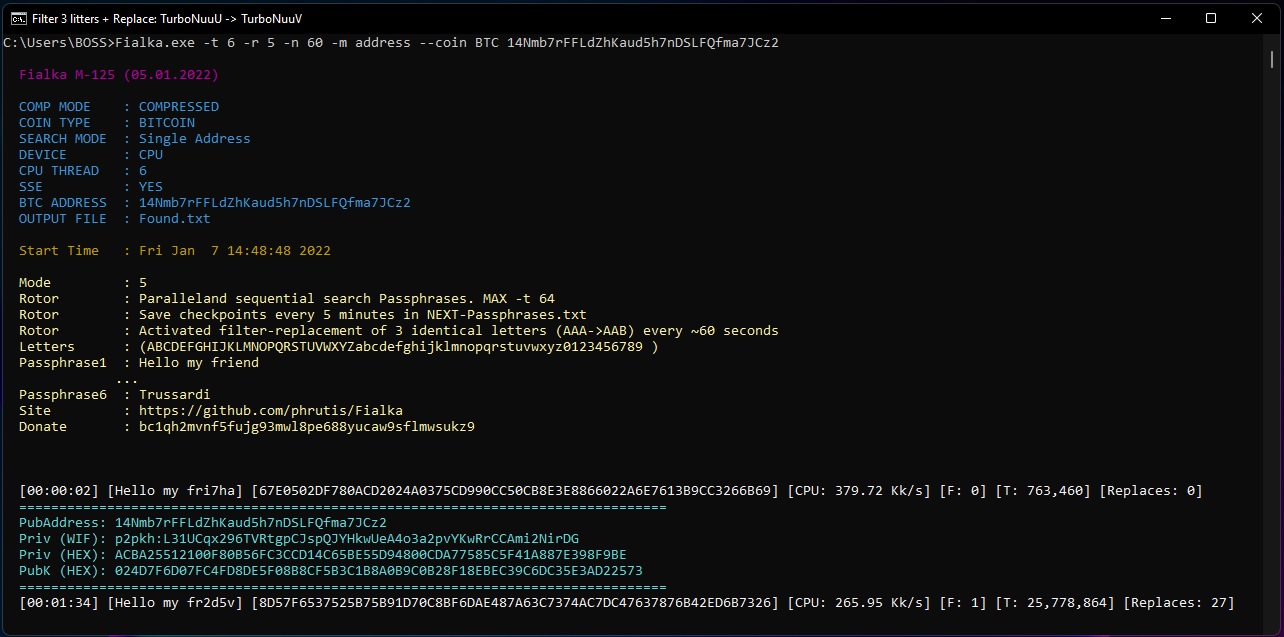 Filter 3 litters + Replace: TurboNuuU -> TurboNuuV
C:\Users\BOSS>Fialka.exe -t 6 -r 5 -n 60 -m address --coin BTC 14Nmb7rFFLdZhKaud5h7nDSLFQfma7JCz2
Fialka M-125 (05.01.2022)
COMP MODE : COMPRESSED
COIN TYPE : BITCOIN
SEARCH MODE : Single Address
DEVICE : CPU
CPU THREAD : 6
SSE : YES
BTC ADDRESS : 14Nmb7rFFLdZhKaud5h7nDSLFQfma7JCz2
OUTPUT FILE : Found.txt
Start Time : Fri Jan 7 14:48:48 2022
Mode : 5
Rotor : Paralleland sequential search Passphrases. MAX -t 64
Rotor : Save checkpoints every 5 minutes in NEXT-Passphrases.txt
Rotor : Activated filter-replacement of 3 identical letters (AAA->AAB) every ~60 seconds
Letters : (ABCDEFGHIJKLMNOPQRSTUVWXYZabcdefghijklmnopqrstuvwxyz0123456789 )
Passphrase1 : Hello my friend
...
Passphrase6 : Trussardi
Site : https://github.com/phrutis/Fialka
Donate : bc1qh2mvnf5fujg93mwl8pe688yucaw9sflmwsukz9
[00:00:02] [Hello my fri7ha] [67E0502DF780ACD2024A0375CD990CC50CB8E3E8866022A6E7613B9CC3266B69] [CPU: 379.72 Kk/s] [F: 0] [T: 763,460] [Replaces: 0]
=================================================================================
PubAddress: 14Nmb7rFFLdZhKaud5h7nDSLFQfma7JCz2
Priv (WIF): p2pkh:L31UCqx296TVRtgpCJspQJYHkwUeA4o3a2pvYKwRrCCAmi2NirDG
Priv (HEX): ACBA25512100F80B56FC3CCD14C65BE55D94800CDA77585C5F41A887E398F9BE
PubK (HEX): 024D7F6D07FC4FD8DE5F08B8CF5B3C1B8A0B9C0B28F18EBEC39C6DC35E3AD22573
=================================================================================
[00:01:34] [Hello my fr2d5v] [8D57F6537525B75B91D70C8BF6DAE487A63C7374AC7DC47637876B42ED6B7326] [CPU: 265.95 Kk/s] [F: 1] [T: 25,778,864] [Replaces: 27]